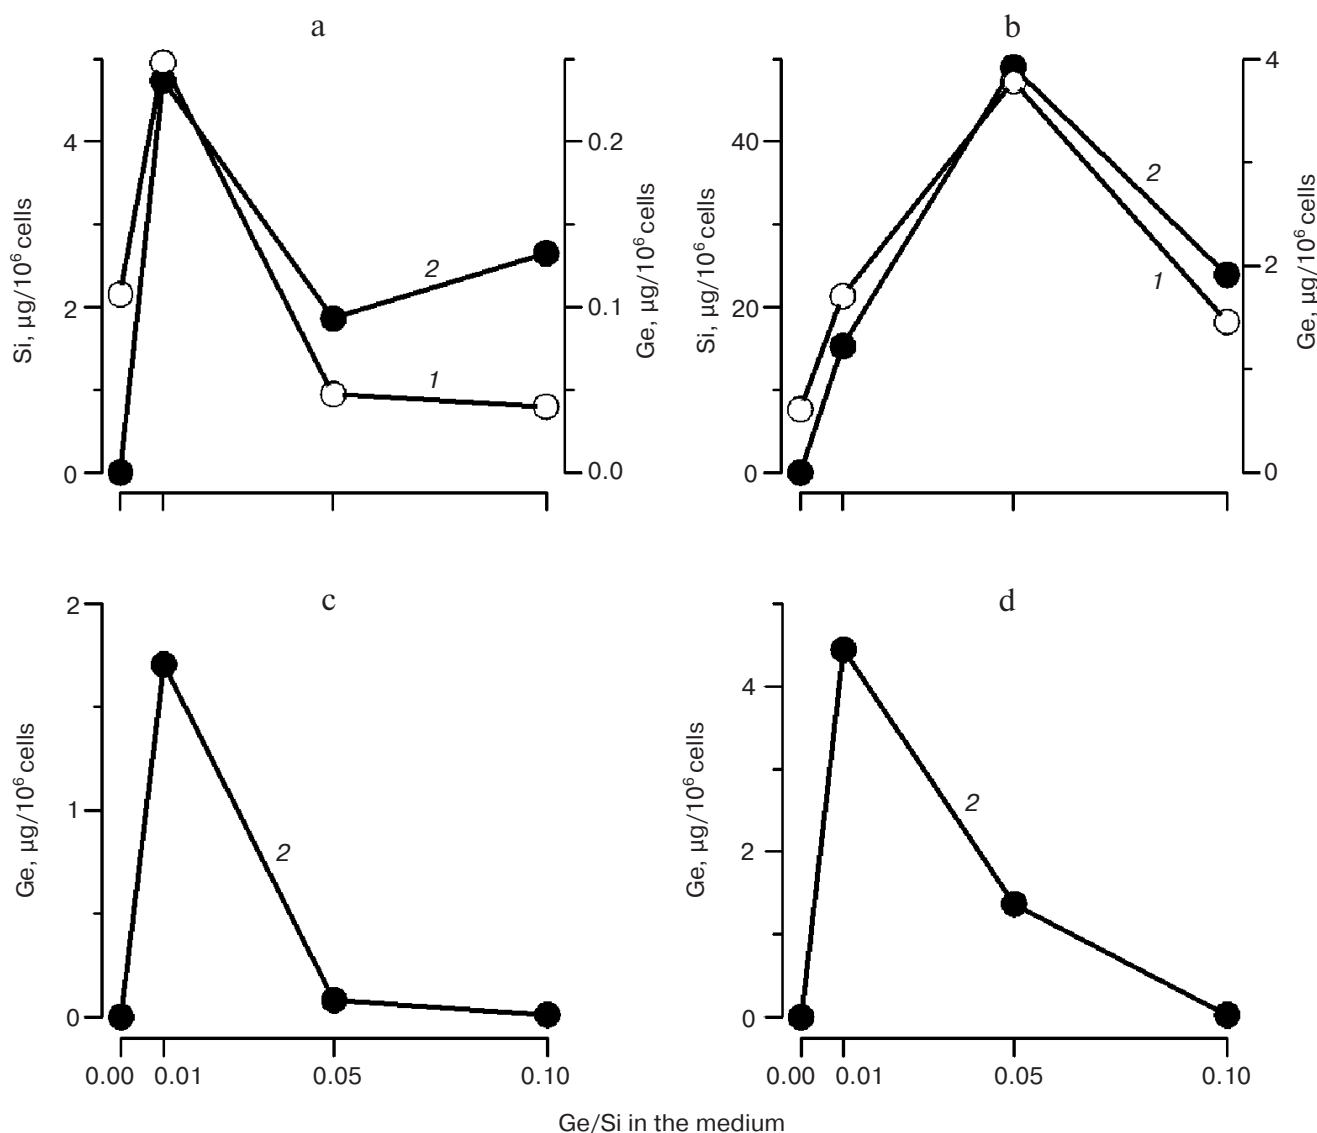 a
b
4
2
0
Si, µg/10⁶ cells
0.2
0.1
0.0
Ge, µg/10⁶ cells
2
1
40
20
0
Si, µg/10⁶ cells
4
2
0
Ge, µg/10⁶ cells
2
1
c
d
2
1
0
Ge, µg/10⁶ cells
2
4
2
0
Ge, µg/10⁶ cells
2
0.00 0.01 0.05 0.10
0.00 0.01 0.05 0.10
Ge/Si in the medium